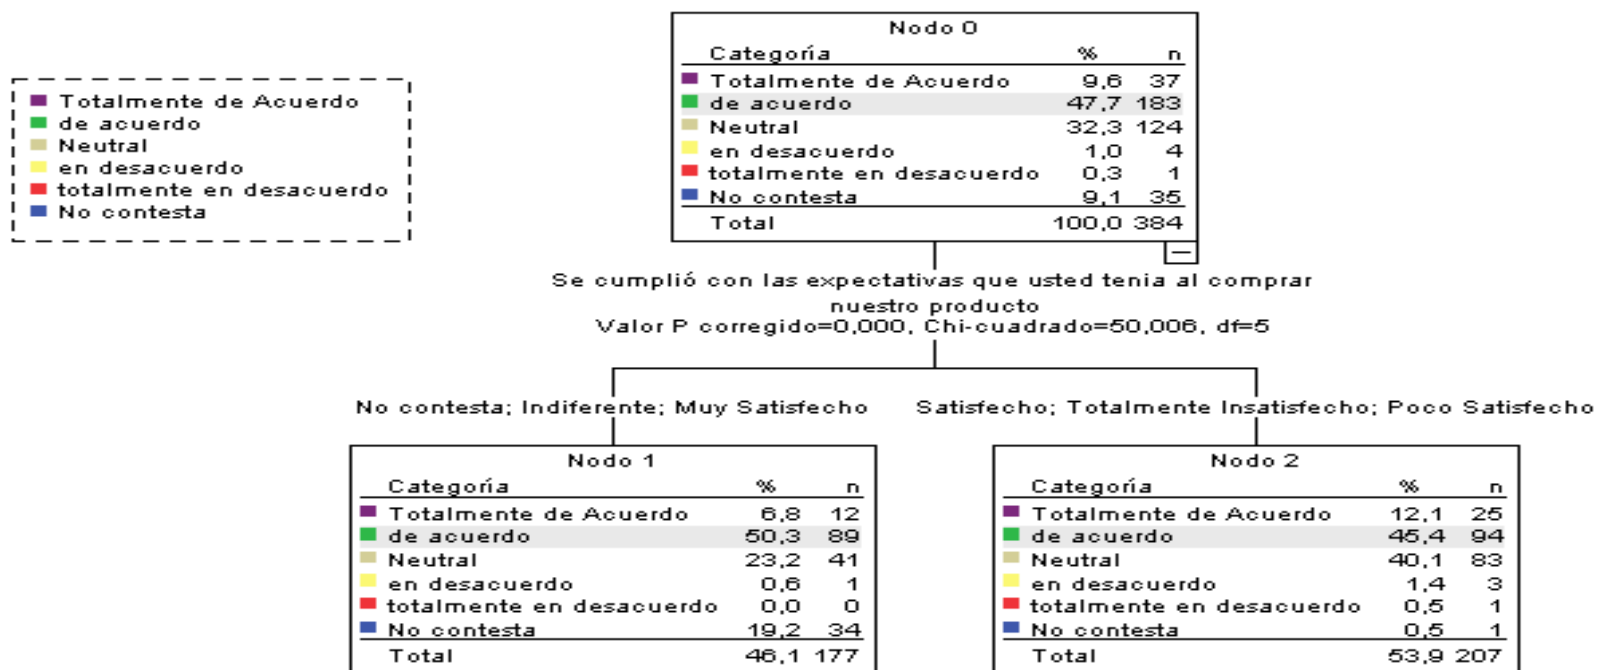 Totalmente de Acuerdo
de acuerdo
Neutral
en desacuerdo
totalmente en desacuerdo
No contesta
Nodo 0
Categoría % n
Totalmente de Acuerdo 9,6 37
de acuerdo 47,7 183
Neutral 32,3 124
en desacuerdo 1,0 4
totalmente en desacuerdo 0,3 1
No contesta 9,1 35
Total 100,0 384
Se cumplió con las expectativas que usted tenia al comprar
nuestro producto
Valor P corregido=0,000, Chi-cuadrado=50,006, df=5
No contesta; Indiferente; Muy Satisfecho
Satisfecho; Totalmente Insatisfecho; Poco Satisfecho
Nodo 1
Categoría % n
Totalmente de Acuerdo 6,8 12
de acuerdo 50,3 89
Neutral 23,2 41
en desacuerdo 0,6 1
totalmente en desacuerdo 0,0 0
No contesta 19,2 34
Total 46,1 177
Nodo 2
Categoría % n
Totalmente de Acuerdo 12,1 25
de acuerdo 45,4 94
Neutral 40,1 83
en desacuerdo 1,4 3
totalmente en desacuerdo 0,5 1
No contesta 0,5 1
Total 53,9 207